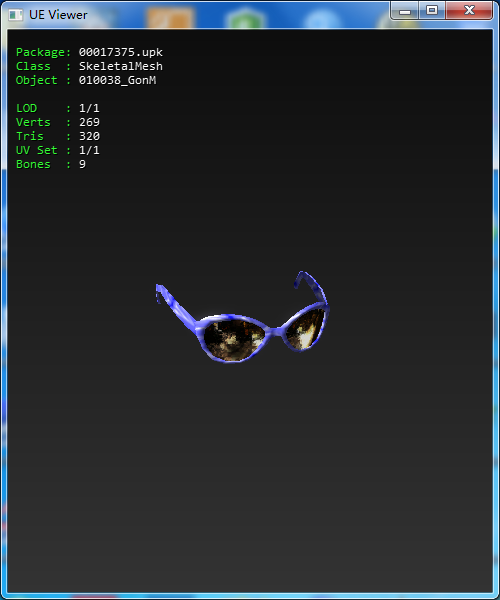 UE Viewer
Package: 00017375.upk
Class : SkeletalMesh
Object : 010038_GonM
LOD : 1/1
Verts : 269
Tris : 320
UV Set : 1/1
Bones : 9